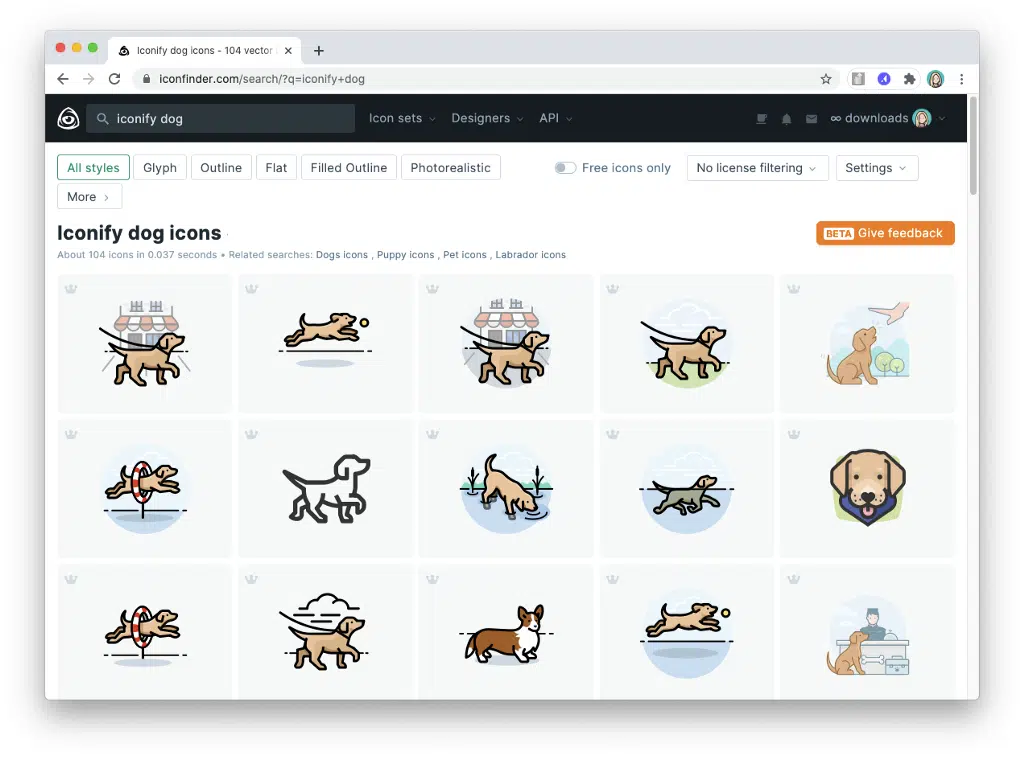 Iconify dog icons - 104 vector
iconfinder.com/search/?q=iconify+dog
iconify dog
Icon sets
Designers
API
∞ downloads
All styles
Glyph
Outline
Flat
Filled Outline
Photorealistic
Free icons only
No license filtering
Settings
More
Iconify dog icons
BETA Give feedback
About 104 icons in 0.037 seconds • Related searches: Dogs icons , Puppy icons , Pet icons , Labrador icons